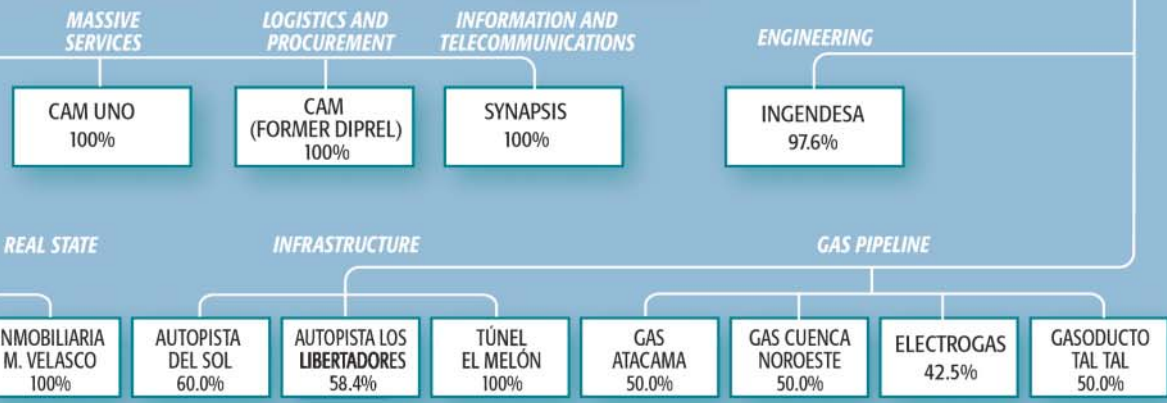 MASSIVE
SERVICES
LOGISTICS AND
PROCUREMENT
INFORMATION AND
TELECOMMUNICATIONS
ENGINEERING
CAM UNO
100%
CAM
(FORMER DIPREL)
100%
SYNAPSIS
100%
INGENDESA
97.6%
REAL STATE
INFRASTRUCTURE
GAS PIPELINE
NMOBILIARIA
M. VELASCO
100%
AUTOPISTA
DEL SOL
60.0%
AUTOPISTA LOS
LIBERTADORES
58.4%
TÚNEL
EL MELÓN
100%
GAS
ATACAMA
50.0%
GAS CUENCA
NOROESTE
50.0%
ELECTROGAS
42.5%
GASODUCTO
TAL TAL
50.0%